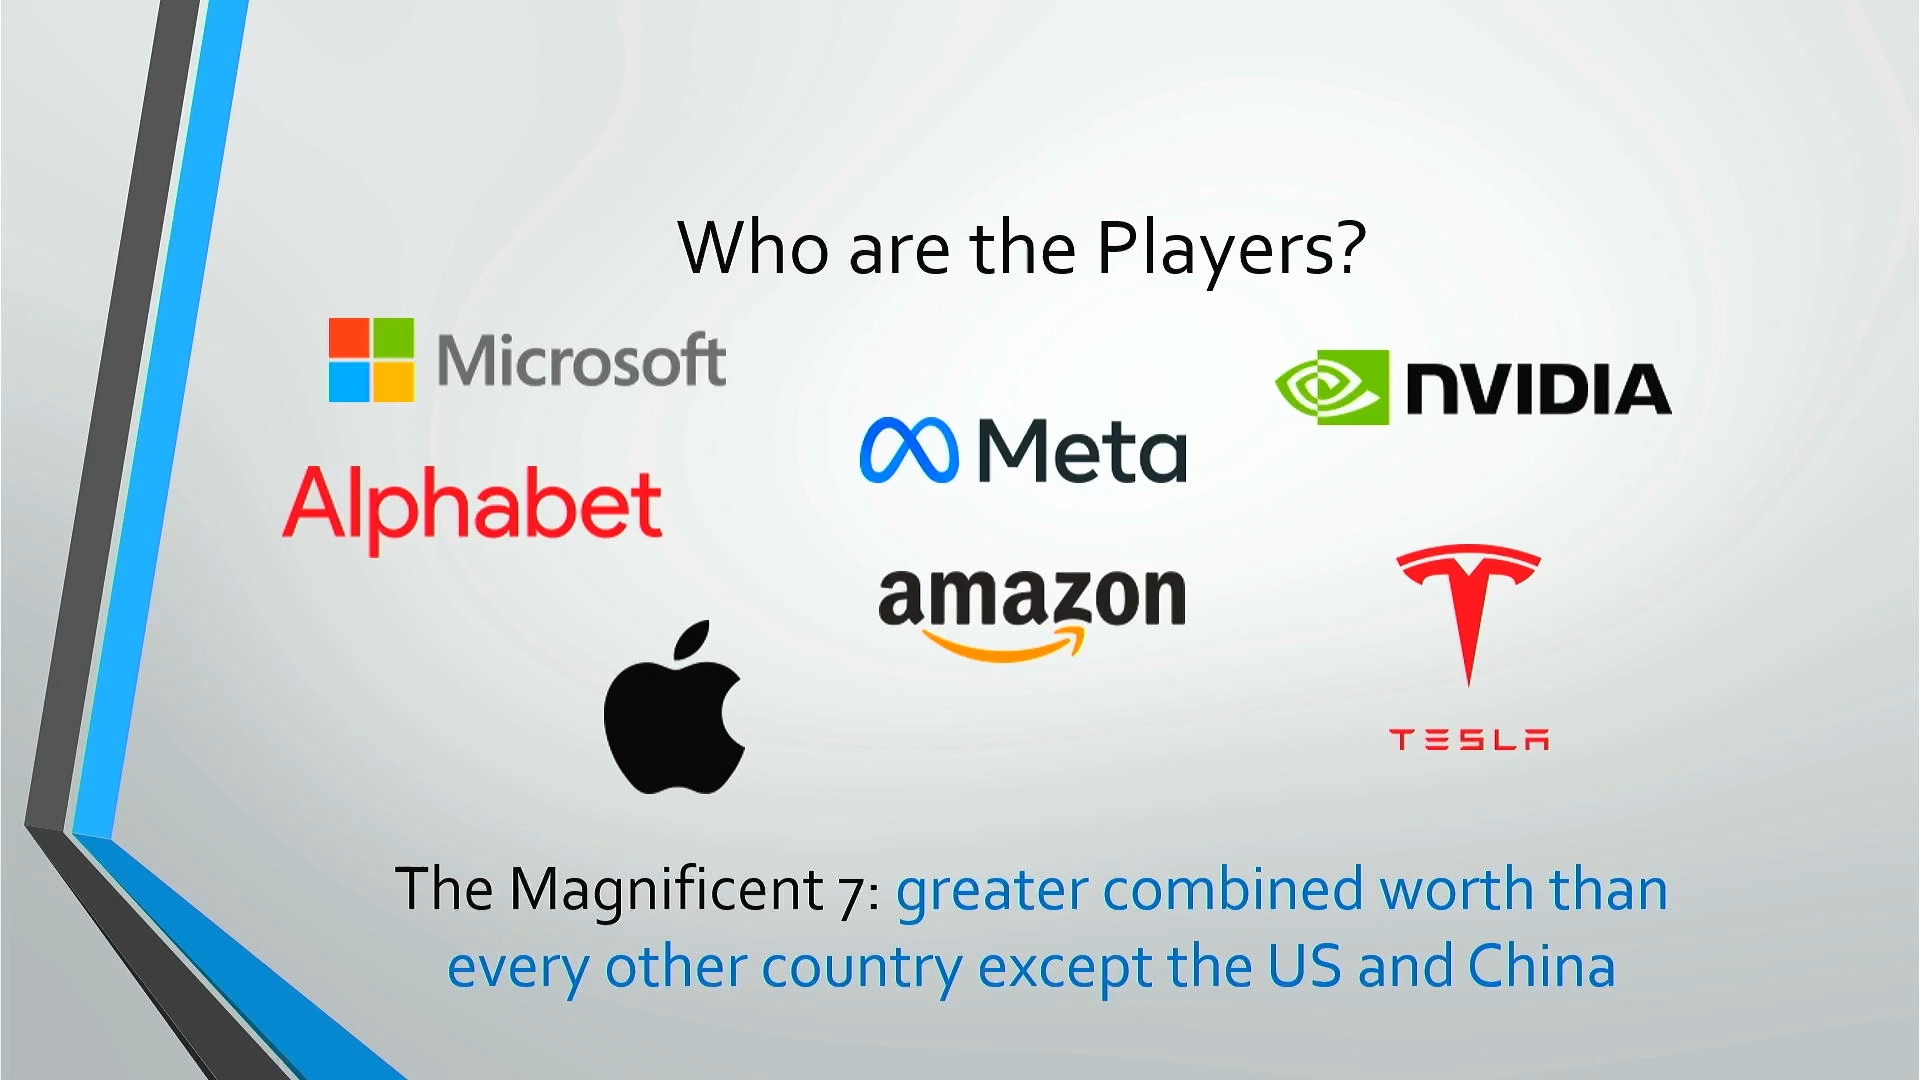 Who are the Players?
Microsoft
Meta
NVIDIA
Alphabet
amazon
TESLA
The Magnificent 7: greater combined worth than
every other country except the US and China